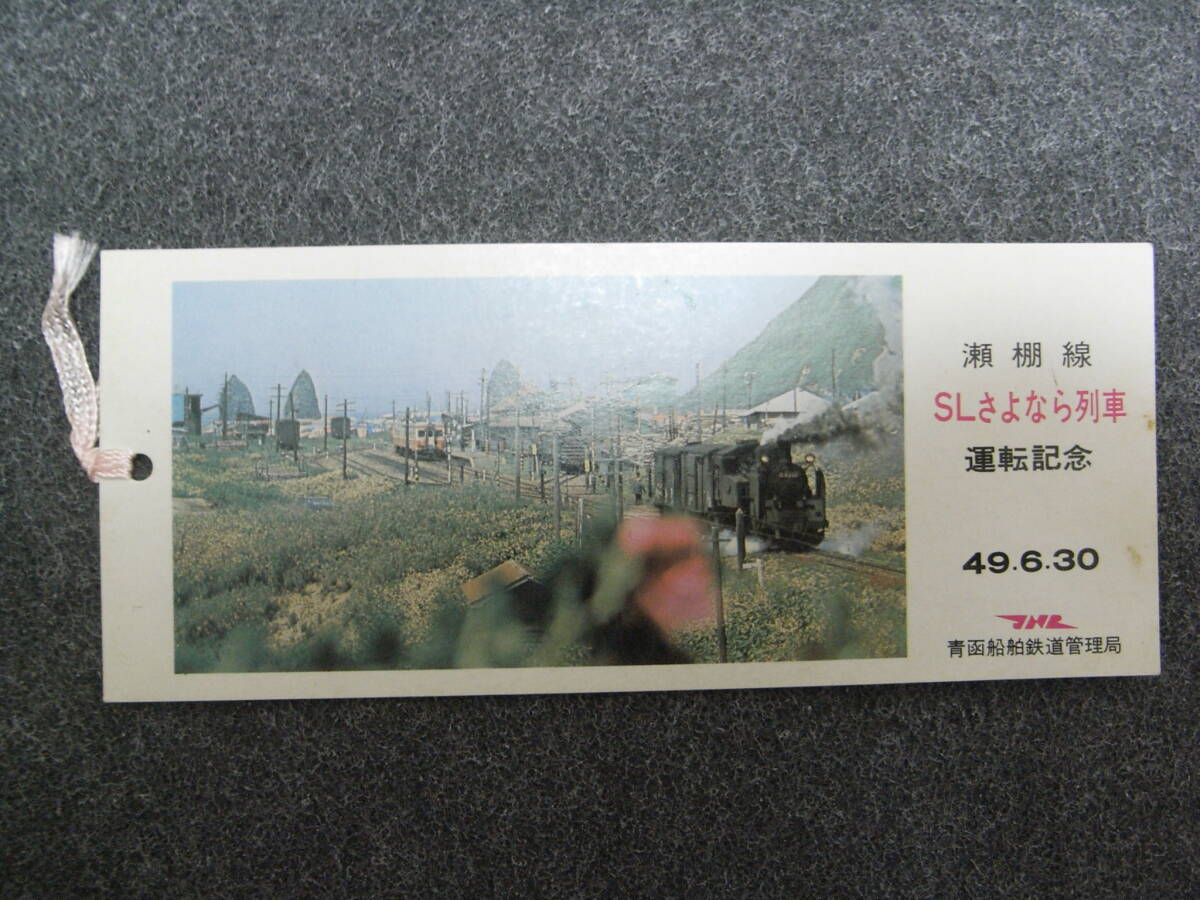 瀬棚線
SLさよなら列車
運転記念
49.6.30
JNR
青函船舶鉄道管理局